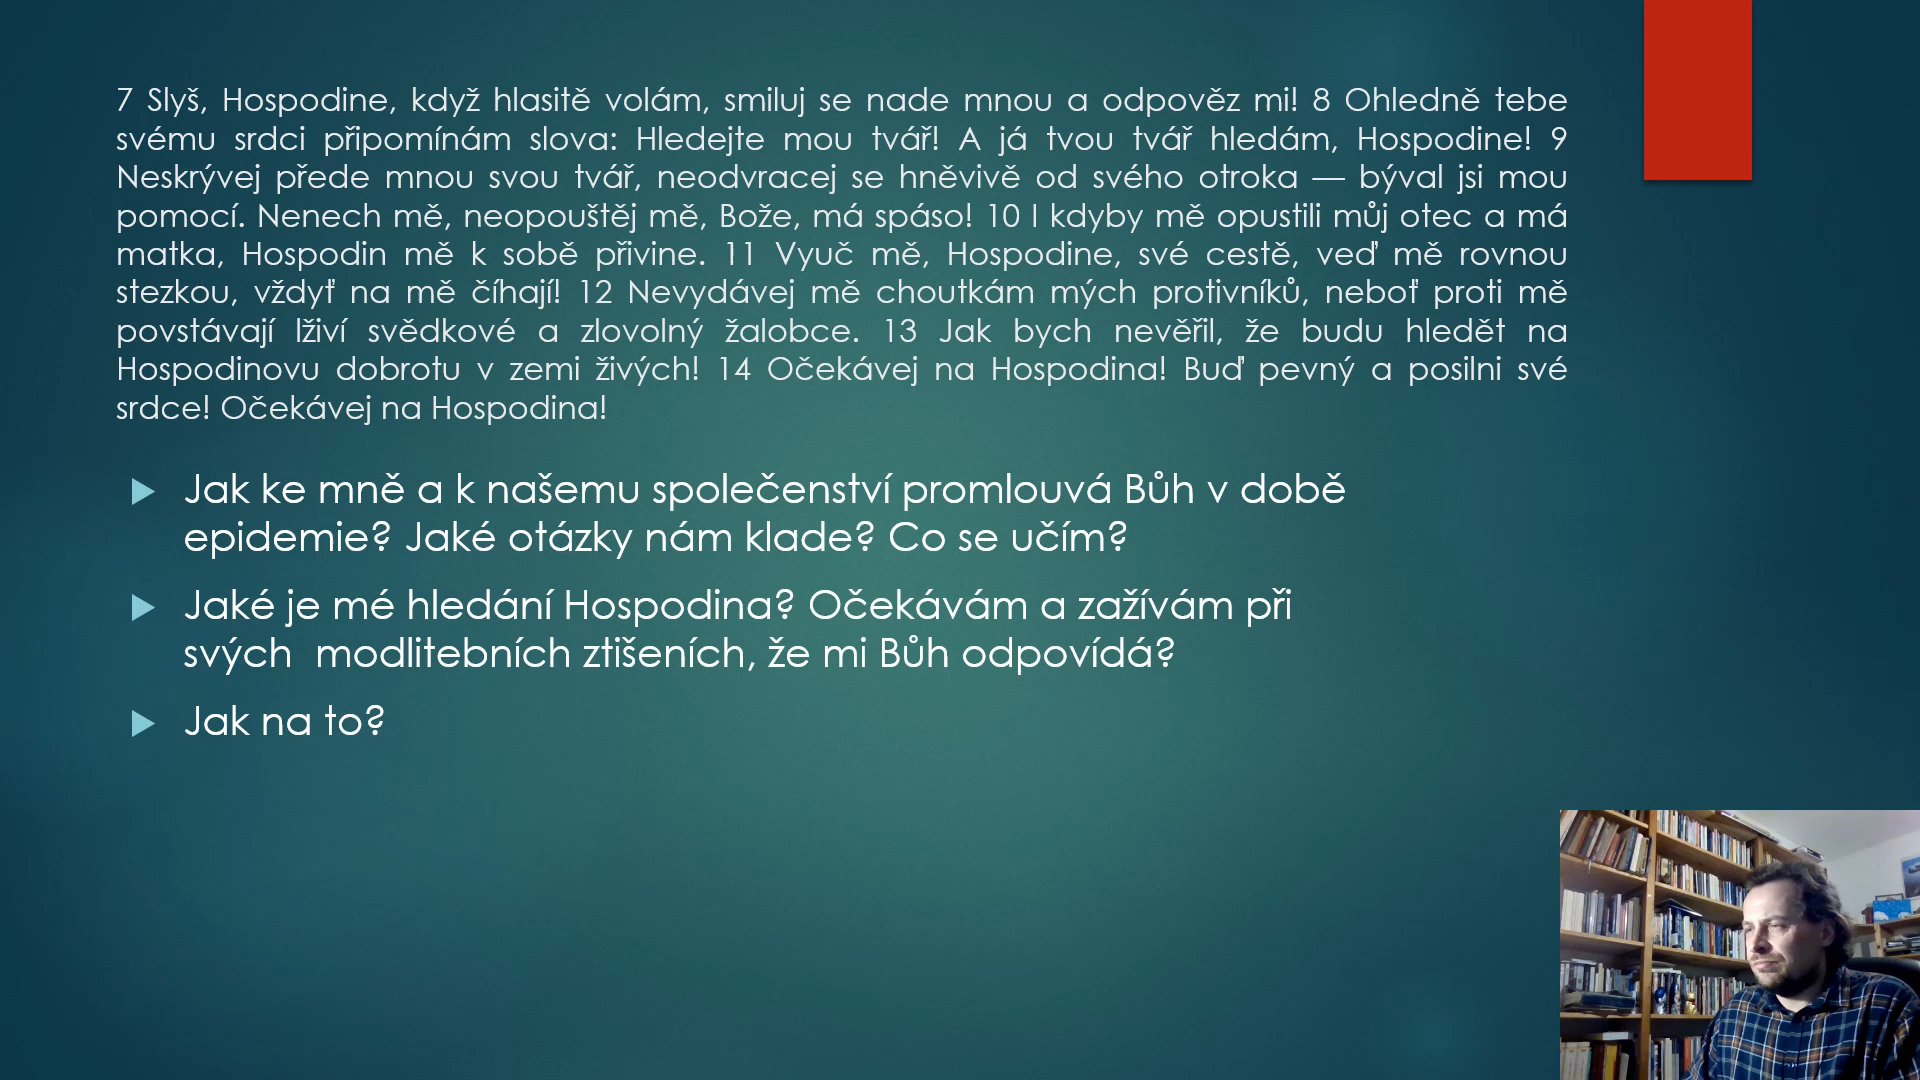 7 Slyš, Hospodine, když hlasitě volám, smiluj se nade mnou a odpověz mi! 8 Ohledně tebe
svému srdci připomínám slova: Hledejte mou tvář! A já tvou tvář hledám, Hospodine! 9
Neskrývej přede mnou svou tvář, neodvracej se hněvivě od svého otroka — býval jsi mou
pomocí. Nenech mě, neopouštěj mě, Bože, má spáso! 10 I kdyby mě opustili můj otec a má
matka, Hospodin mě k sobě přivine. 11 Vyuč mě, Hospodine, své cestě, veď mě rovnou
stezkou, vždyť na mě číhají! 12 Nevydávej mě choutkám mých protivníků, neboť proti mě
povstávají lživí svědkové a zlovolný žalobce. 13 Jak bych nevěřil, že budu hledět na
Hospodinovu dobrotu v zemi živých! 14 Očekávej na Hospodina! Buď pevný a posilni své
srdce! Očekávej na Hospodina!
Jak ke mně a k našemu společenství promlouvá Bůh v době
epidemie? Jaké otázky nám klade? Co se učím?
Jaké je mé hledání Hospodina? Očekávám a zažívám při
svých  modlitebních ztišeních, že mi Bůh odpovídá?
Jak na to?